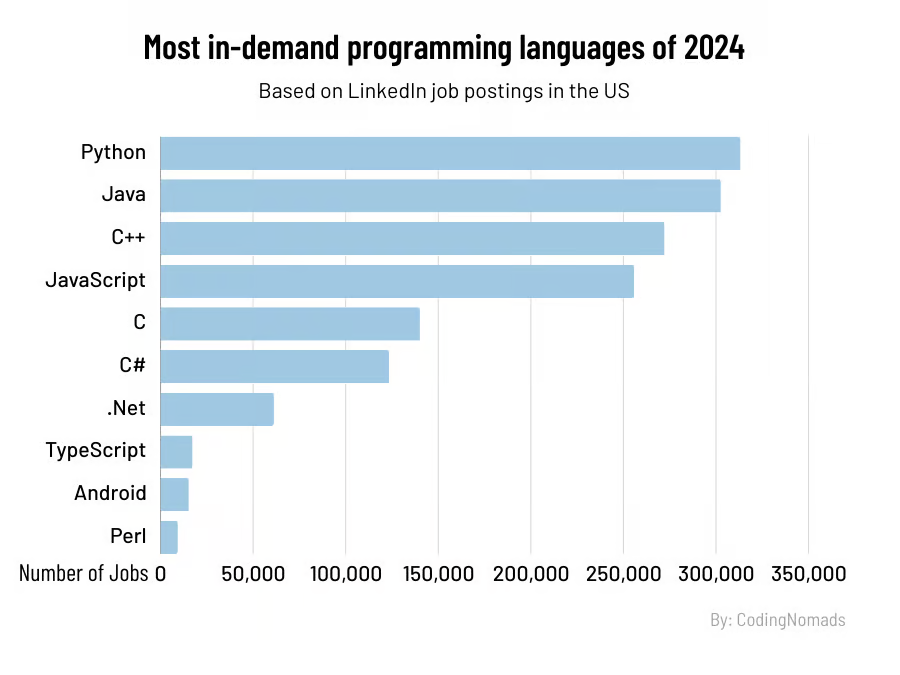 Most in-demand programming languages of 2024
Based on LinkedIn job postings in the US
Python
Java
C++
JavaScript
C
C#
.Net
TypeScript
Android
Perl
Number of Jobs 0 50,000 100,000 150,000 200,000 250,000 300,000 350,000
By: CodingNomads